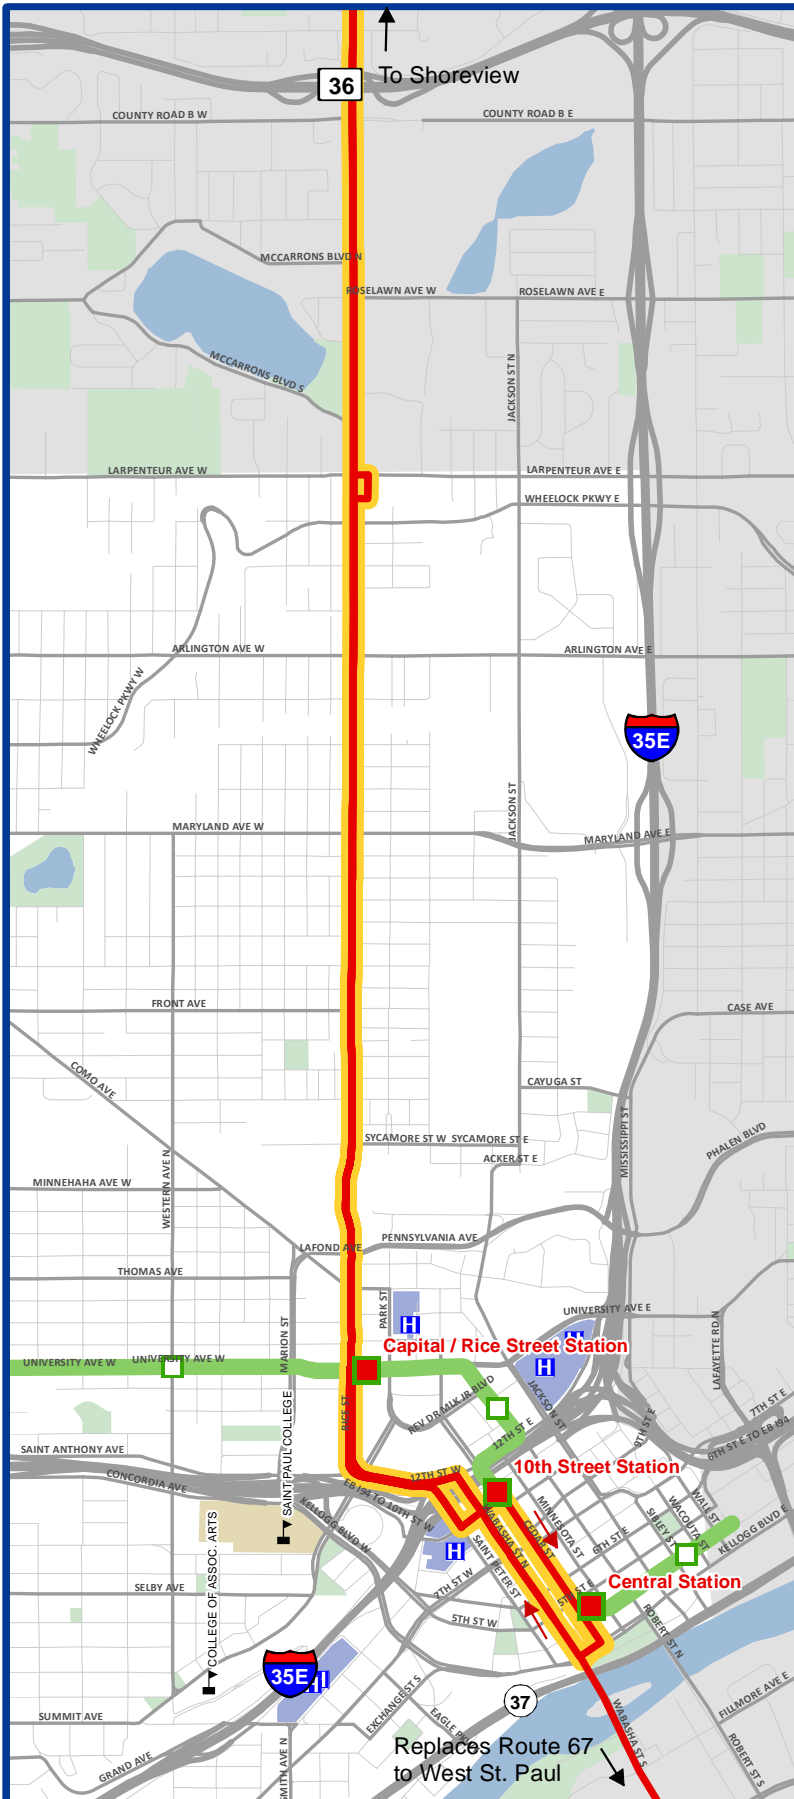 To Shoreview
36
COUNTY ROAD B W
COUNTY ROAD B E
MCCARRONS BLVD N
ROSELAWN AVE W
ROSELAWN AVE E
MCCARRONS BLVD S
JACKSON ST N
LARPENTEUR AVE W
LARPENTEUR AVE E
WHEELOCK PKWY E
ARLINGTON AVE W
ARLINGTON AVE E
WHEELOCK PKWY W
35E
JACKSON ST
MARYLAND AVE W
MARYLAND AVE E
FRONT AVE
CASE AVE
COMO AVE
CAYUGA ST
MISSISSIPPI ST
SYCAMORE ST W
SYCAMORE ST E
PHALEN BLVD
ACKER ST E
WESTERN AVE N
MINNEHAHA AVE W
PENNSYLVANIA AVE
LAFOND AVE
THOMAS AVE
PARK ST
UNIVERSITY AVE E
LAFAYETTE RD N
H
H
H
MARION ST
Capital / Rice Street Station
UNIVERSITY AVE W
UNIVERSITY AVE W
REV DR MLK JR BLVD
JACKSON ST
RICE ST
12TH ST E
9TH ST E
7TH ST E
6TH ST E TO EB I94
SAINT ANTHONY AVE
CONCORDIA AVE
SAINT PAUL COLLEGE
12TH ST W
EB I94 TO 10TH ST W
10th Street Station
KELLOGG BLVD W
WABASHA ST N
CEDAR ST
MINNESOTA ST
6TH ST E
SIBLEY ST
WACOUTA ST
WALL ST
KELLOGG BLVD E
COLLEGE OF ASSOC. ARTS
H
SAINT PETER ST
7TH ST W
5TH ST E
Central Station
SELBY AVE
5TH ST W
ROBERT ST N
35E
H
EXCHANGE ST S
37
FILLMORE AVE E
SUMMIT AVE
WABASHA ST S
ROBERT ST S
GRAND AVE
SMITH AVE N
Replaces Route 67
to West St. Paul